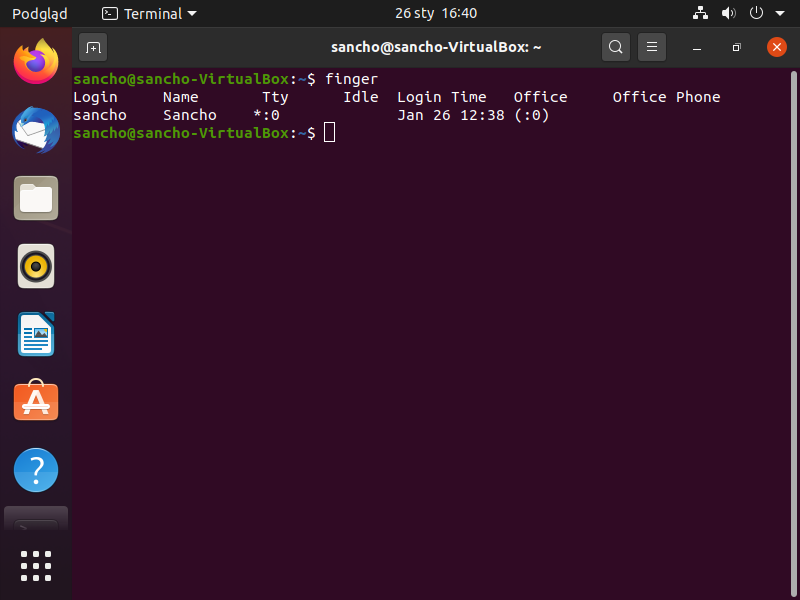 Podgląd Terminal 26 sty 16:40
sancho@sancho-VirtualBox: ~
sancho@sancho-VirtualBox:~$ finger
Login     Name       Tty      Idle  Login Time   Office     Office Phone
sancho    Sancho    *:0             Jan 26 12:38 (:0)
sancho@sancho-VirtualBox:~$